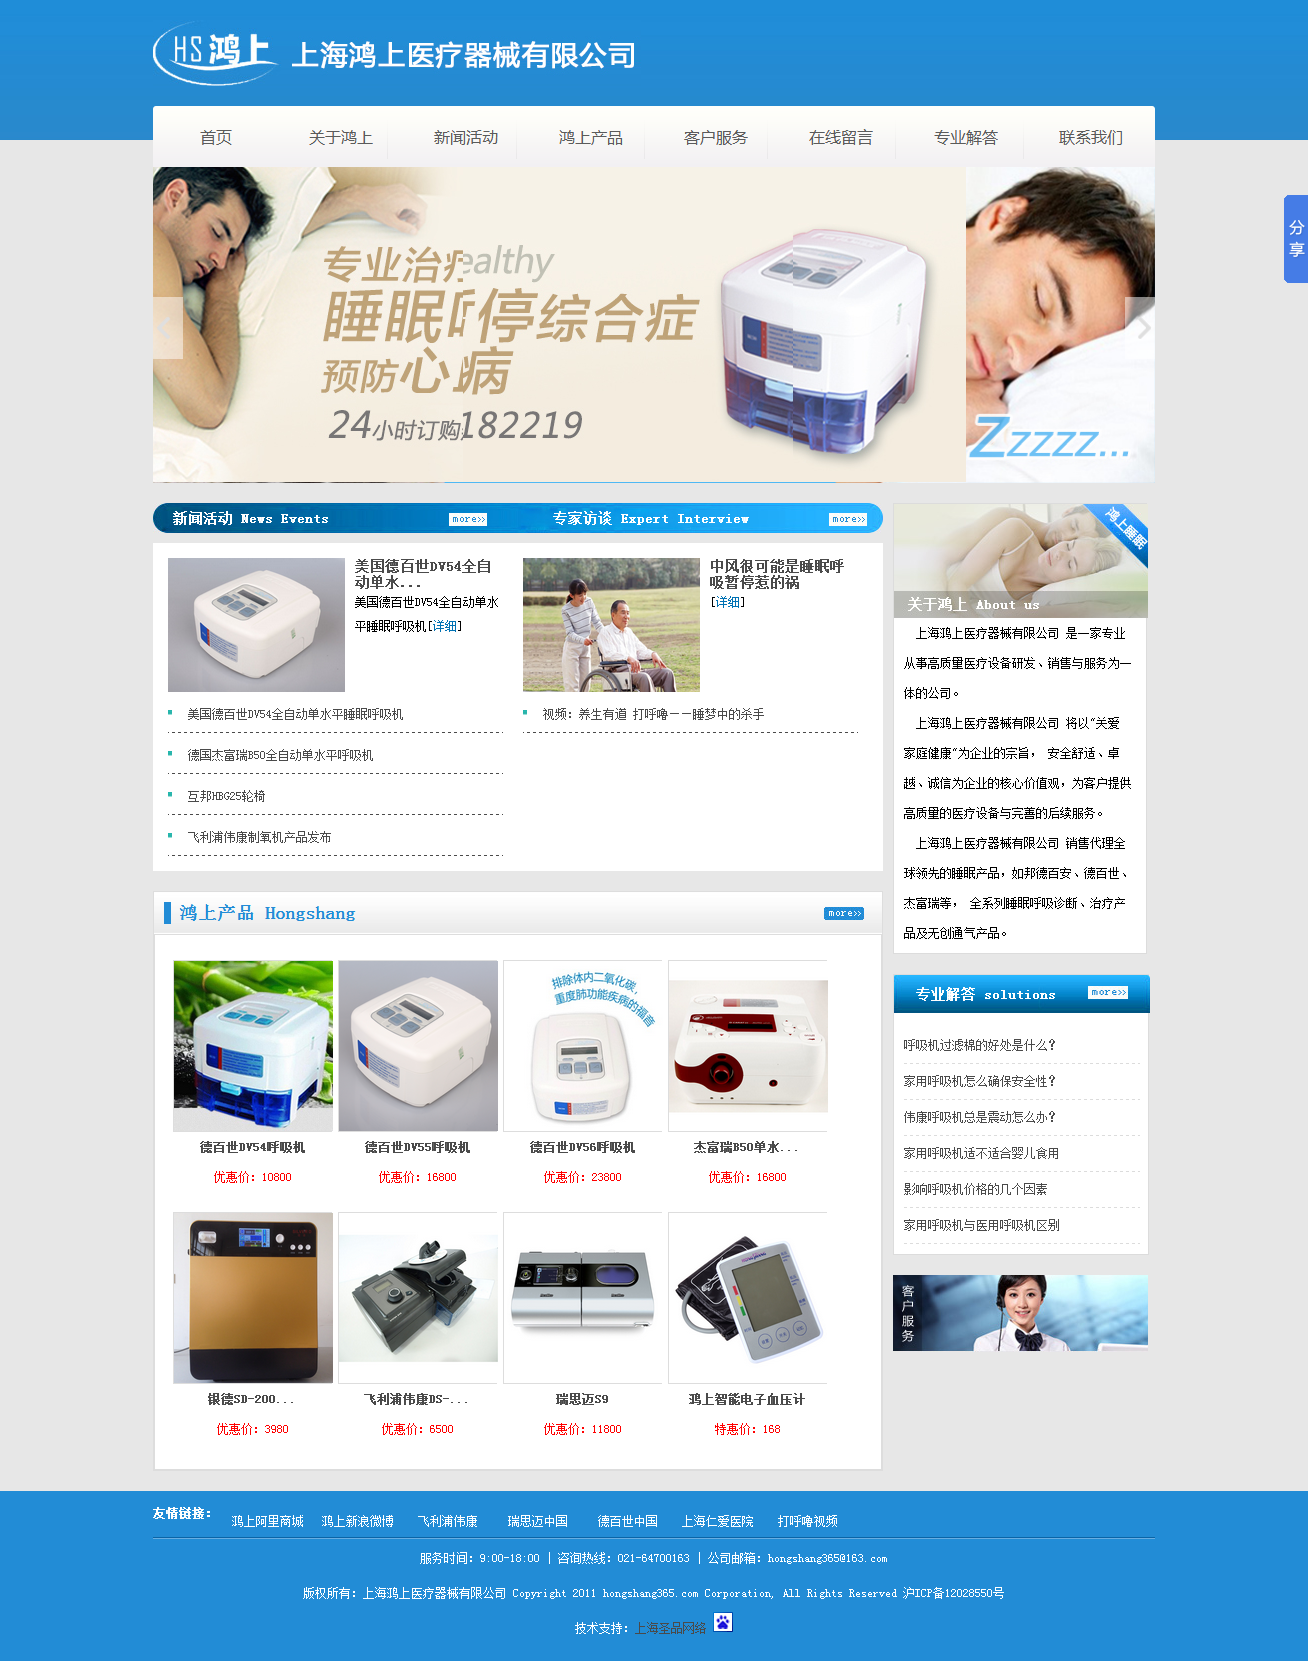 HS 鸿上 上海鸿上医疗器械有限公司
首页 关于鸿上 新闻活动 鸿上产品 客户服务 在线留言 专业解答 联系我们
分享
专业治 ealthy
睡眠 停综合症
预防心病
24小时订购 182219
Zzzzzz...
新闻活动 News Events more>> 专家访谈 Expert Interview more>>
美国德百世DV54全自动单水...
美国德百世DV54全自动单水
平睡眠呼吸机[详细]
中风很可能是睡眠呼吸暂停惹的祸
[详细]
美国德百世DV54全自动单水平睡眠呼吸机
德国杰富瑞B50全自动单水平呼吸机
互邦HBG25轮椅
飞利浦伟康制氧机产品发布
视频：养生有道 打呼噜——睡梦中的杀手
鸿上睡眠
关于鸿上 About us
上海鸿上医疗器械有限公司 是一家专业
从事高质量医疗设备研发、销售与服务为一
体的公司。
上海鸿上医疗器械有限公司 将以“关爱
家庭健康”为企业的宗旨， 安全舒适、卓
越、诚信为企业的核心价值观，为客户提供
高质量的医疗设备与完善的后续服务。
上海鸿上医疗器械有限公司 销售代理全
球领先的睡眠产品，如邦德百安、德百世、
杰富瑞等， 全系列睡眠呼吸诊断、治疗产
品及无创通气产品。
鸿上产品 Hongshang more>>
排除体内二氧化碳，
重度肺功能疾病的福音
德百世DV54呼吸机 德百世DV55呼吸机 德百世DV56呼吸机 杰富瑞B50单水...
优惠价：10800 优惠价：16800 优惠价：23800 优惠价：16800
银德SD-200... 飞利浦伟康DS-... 瑞思迈S9 鸿上智能电子血压计
优惠价：3980 优惠价：6500 优惠价：11800 特惠价：168
专业解答 solutions more>>
呼吸机过滤棉的好处是什么？
家用呼吸机怎么确保安全性？
伟康呼吸机总是震动怎么办？
家用呼吸机适不适合婴儿食用
影响呼吸机价格的几个因素
家用呼吸机与医用呼吸机区别
客户服务
友情链接： 鸿上阿里商城 鸿上新浪微博 飞利浦伟康 瑞思迈中国 德百世中国 上海仁爱医院 打呼噜视频
服务时间：9:00-18:00 | 咨询热线：021-64700163 | 公司邮箱：hongshang365@163.com
版权所有：上海鸿上医疗器械有限公司 Copyright 2011 hongshang365.com Corporation, All Rights Reserved 沪ICP备12028550号
技术支持：上海圣品网络